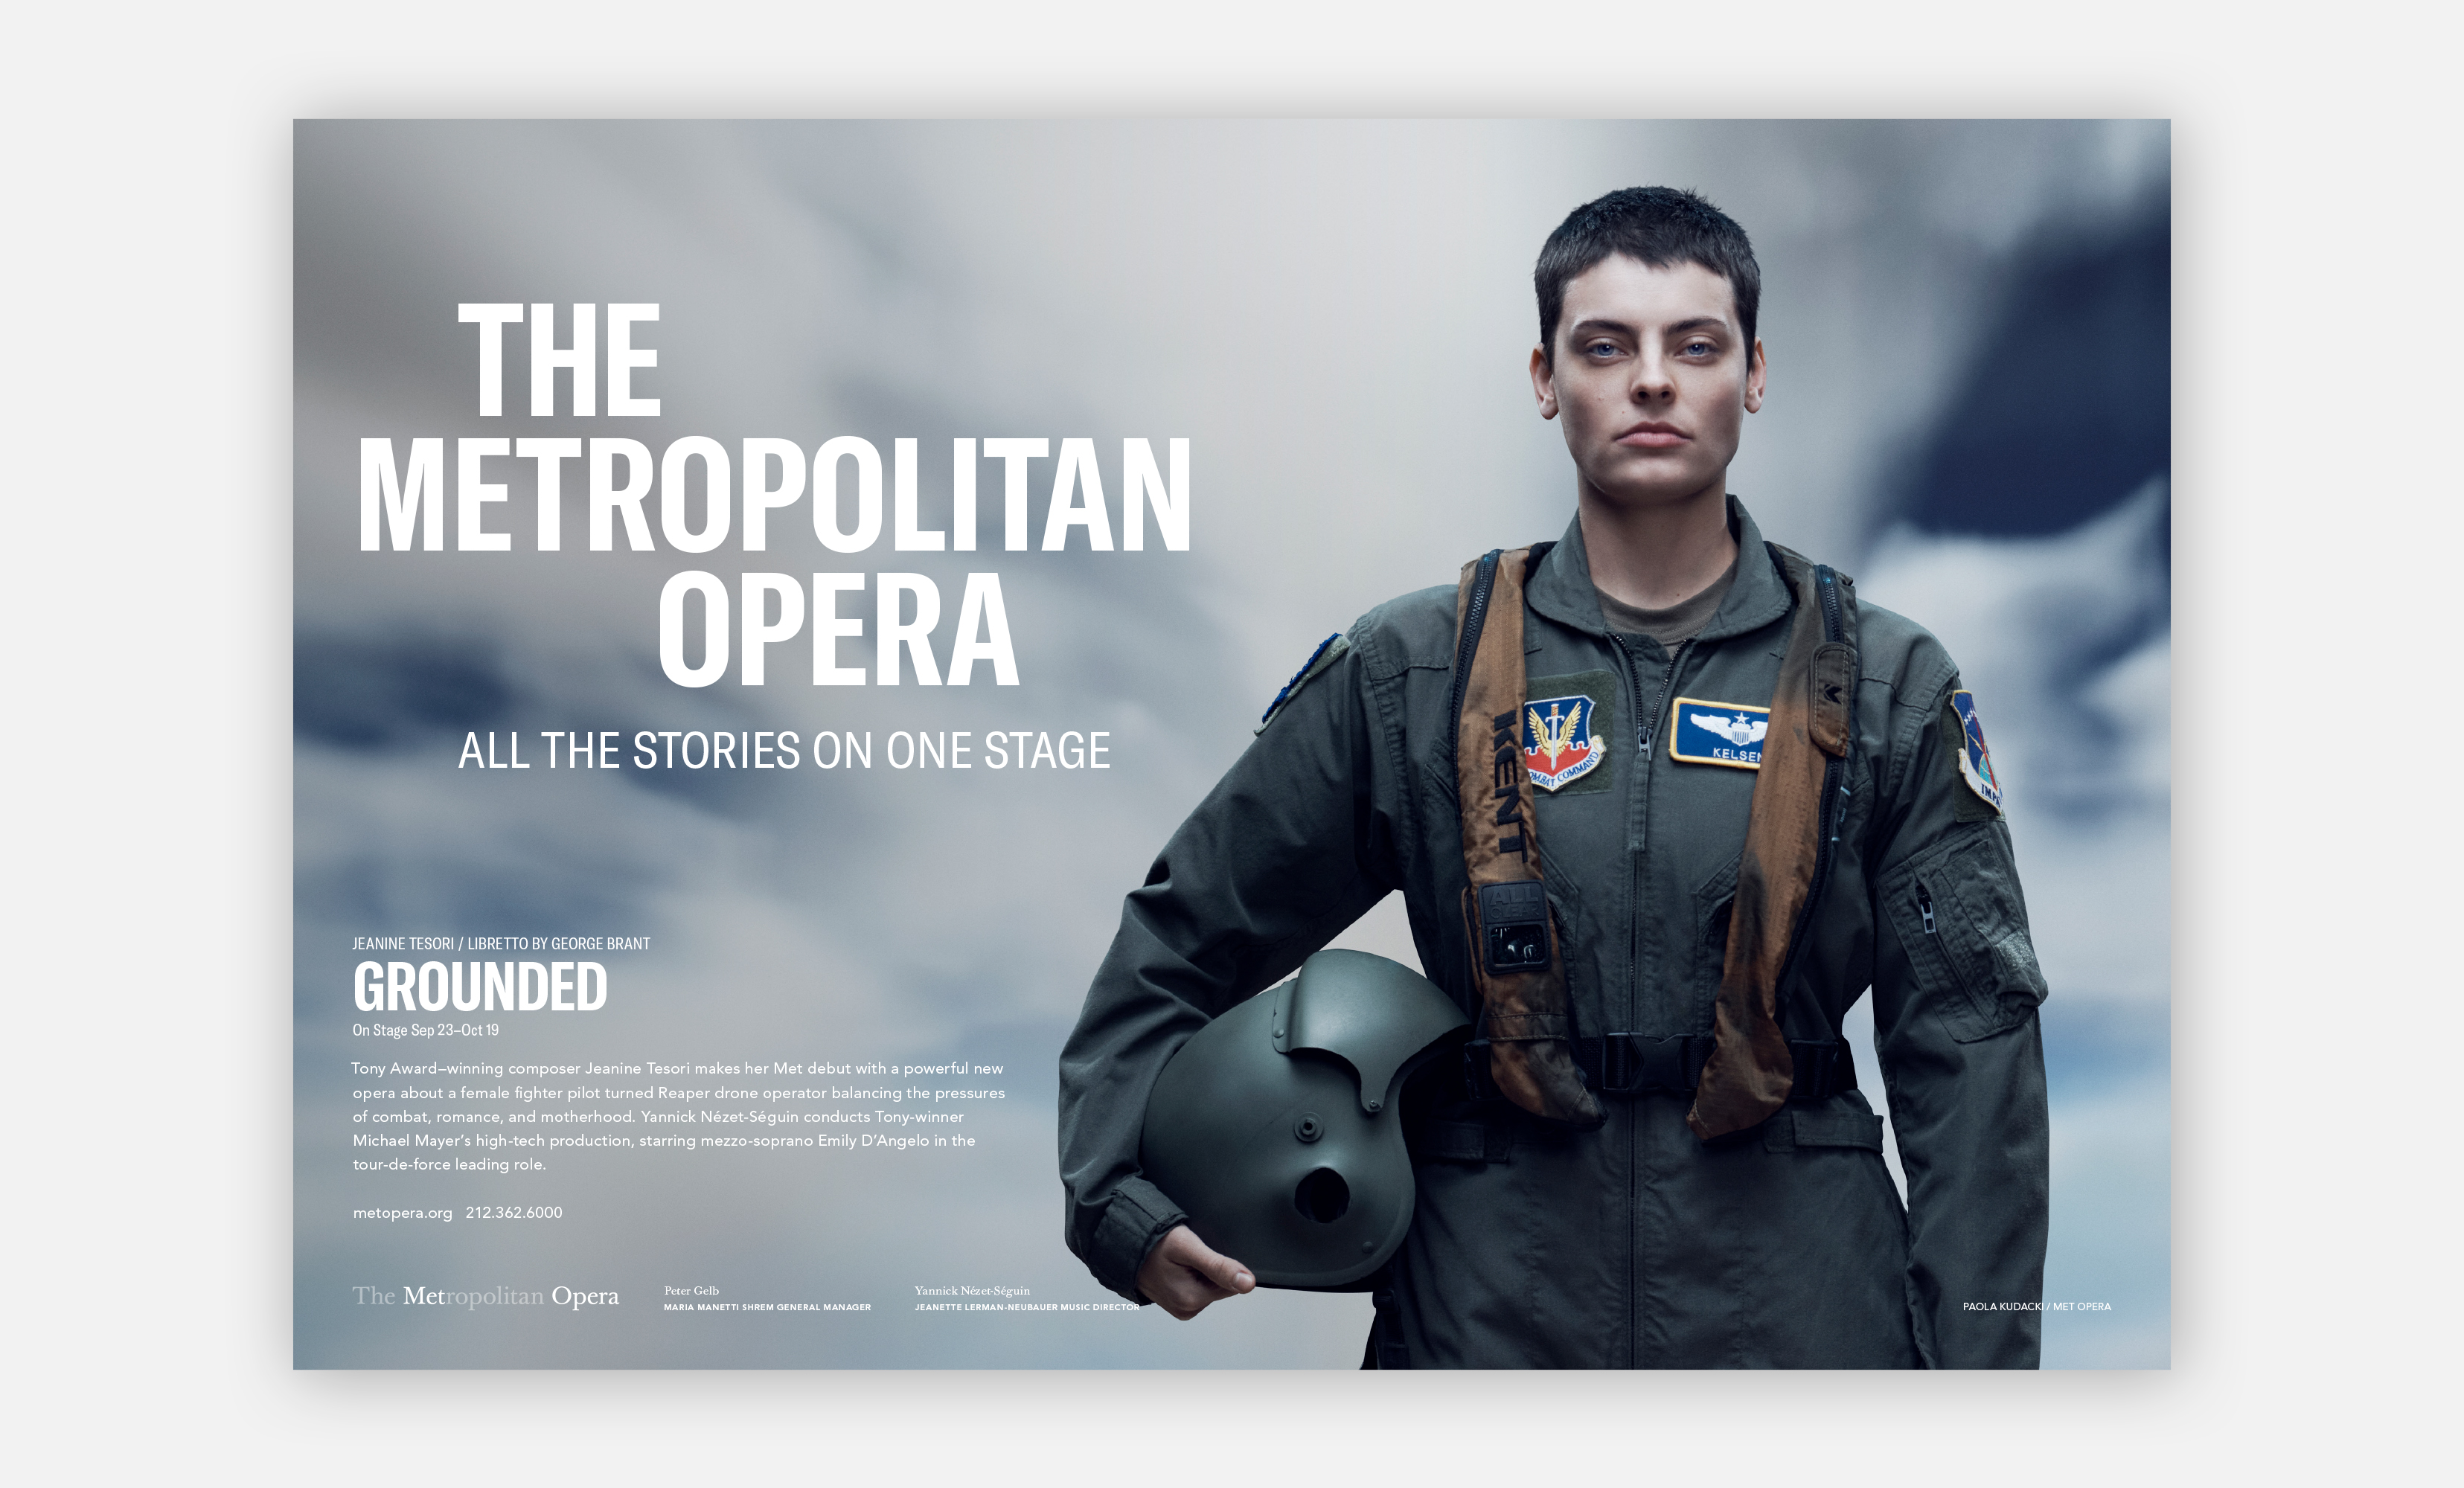 THE
METROPOLITAN
OPERA
ALL THE STORIES ON ONE STAGE
JEANINE TESORI / LIBRETTO BY GEORGE BRANT
GROUNDED
On Stage Sep 23–Oct 19
Tony Award–winning composer Jeanine Tesori makes her Met debut with a powerful new
opera about a female fighter pilot turned Reaper drone operator balancing the pressures
of combat, romance, and motherhood. Yannick Nézet-Séguin conducts Tony-winner
Michael Mayer’s high-tech production, starring mezzo-soprano Emily D’Angelo in the
tour-de-force leading role.
metopera.org 212.362.6000
The Metropolitan Opera
Peter Gelb
MARIA MANETTI SHREM GENERAL MANAGER
Yannick Nézet-Séguin
JEANETTE LERMAN-NEUBAUER MUSIC DIRECTOR
PAOLA KUDACKI / MET OPERA
KENT
COMMAND
KELSEN